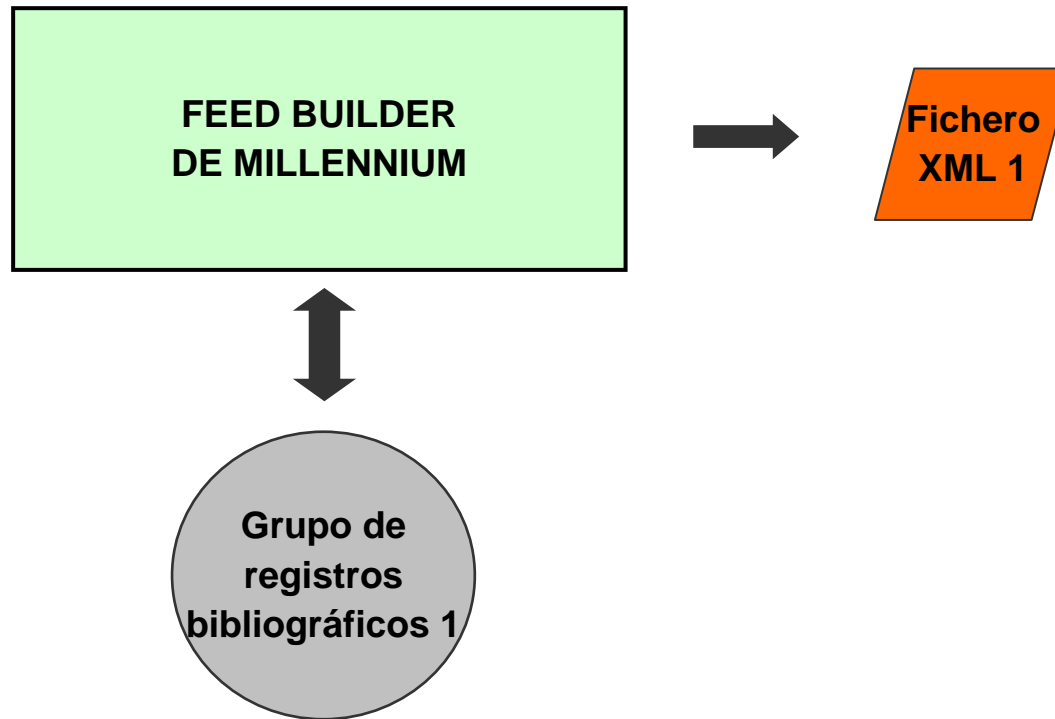 FEED BUILDER
DE MILLENNIUM
Fichero
XML 1
Grupo de
registros
bibliográficos 1